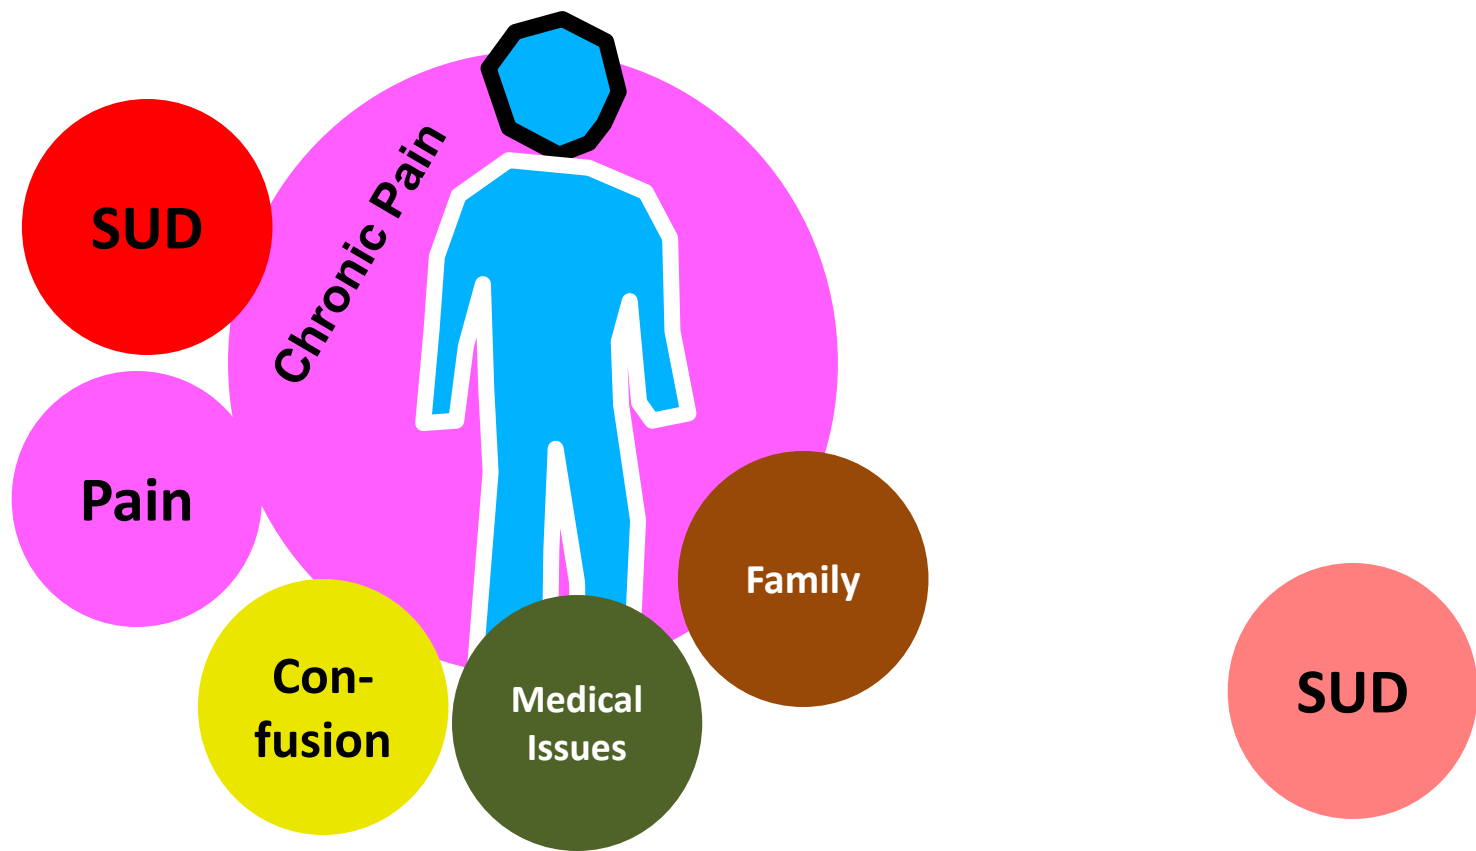 Chronic Pain
SUD
Pain
Family
Con-
fusion
Medical
Issues
SUD